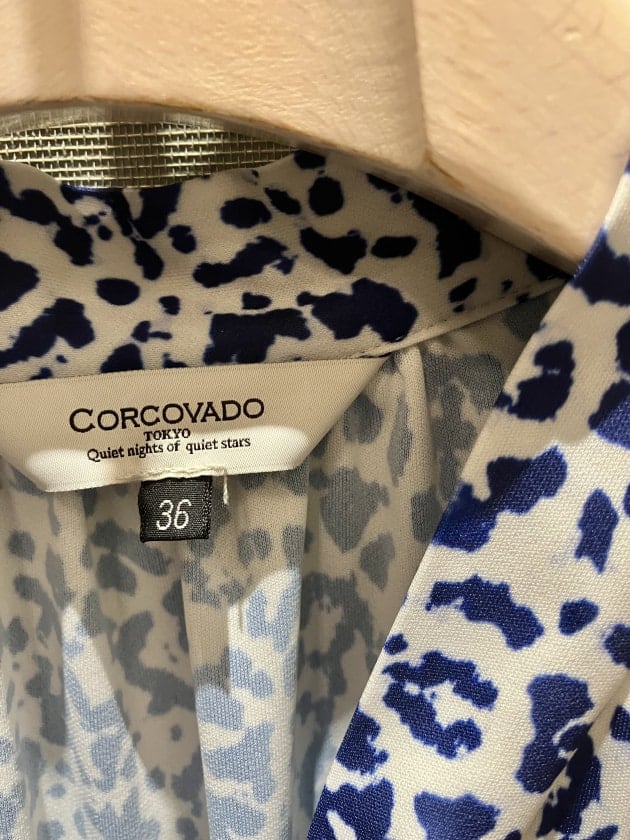 CORCOVADO
TOKYO
Quiet nights of quiet stars
36